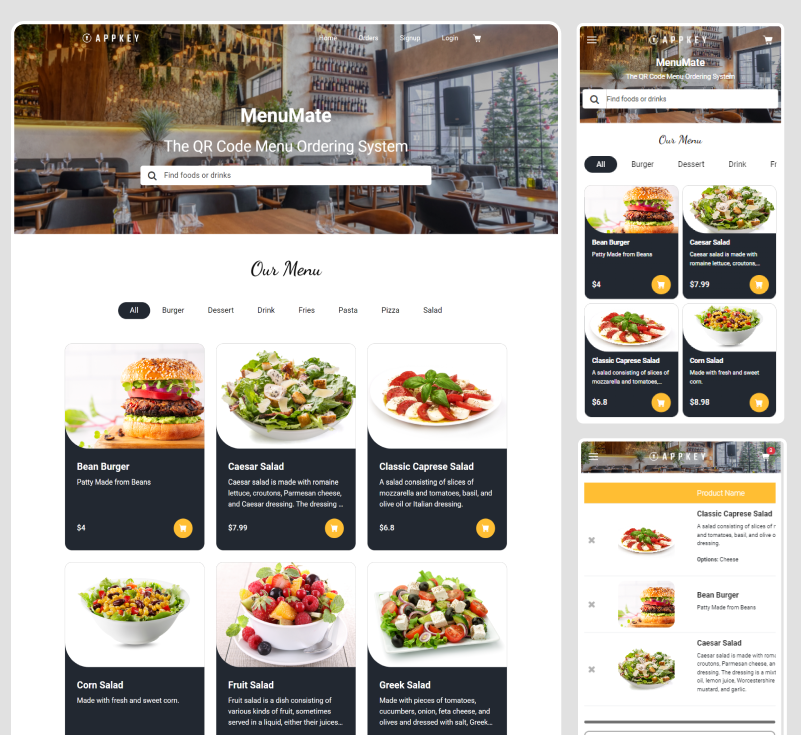 APPKEY
Home Orders Signup Login
MenuMate
The QR Code Menu Ordering System
Find foods or drinks
Our Menu
All Burger Dessert Drink Fries Pasta Pizza Salad
Bean Burger
Patty Made from Beans
$4
Caesar Salad
Caesar salad is made with romaine
lettuce, croutons, Parmesan cheese,
and Caesar dressing. The dressing ...
$7.99
Classic Caprese Salad
A salad consisting of slices of
mozzarella and tomatoes, basil, and
olive oil or Italian dressing.
$6.8
Corn Salad
Made with fresh and sweet corn.
Fruit Salad
Fruit salad is a dish consisting of
various kinds of fruit, sometimes
served in a liquid, either their juices...
Greek Salad
Made with pieces of tomatoes,
cucumbers, onion, feta cheese, and
olives and dressed with salt, Greek...
APPKEY
MenuMate
The QR Code Menu Ordering System
Find foods or drinks
Our Menu
All Burger Dessert Drink Fr
Bean Burger
Patty Made from Beans
$4
Caesar Salad
Caesar salad is made with
romaine lettuce, croutons,...
$7.99
Classic Caprese Salad
A salad consisting of slices of
mozzarella and tomatoes,...
$6.8
Corn Salad
Made with fresh and sweet
corn.
$8.98
APPKEY
Product Name
Classic Caprese Salad
A salad consisting of slices of
and tomatoes, basil, and olive o
dressing.
Options: Cheese
Bean Burger
Patty Made from Beans
Caesar Salad
Caesar salad is made with roma
croutons, Parmesan cheese, an
dressing. The dressing is a mixt
oil, lemon juice, Worcestershire
mustard, and garlic.